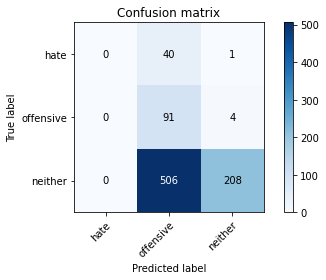 Confusion matrix
500
hate 0 40 1
400
300
True label
offensive 0 91 4
200
neither 0 506 208
100
0
hate offensive neither
Predicted label